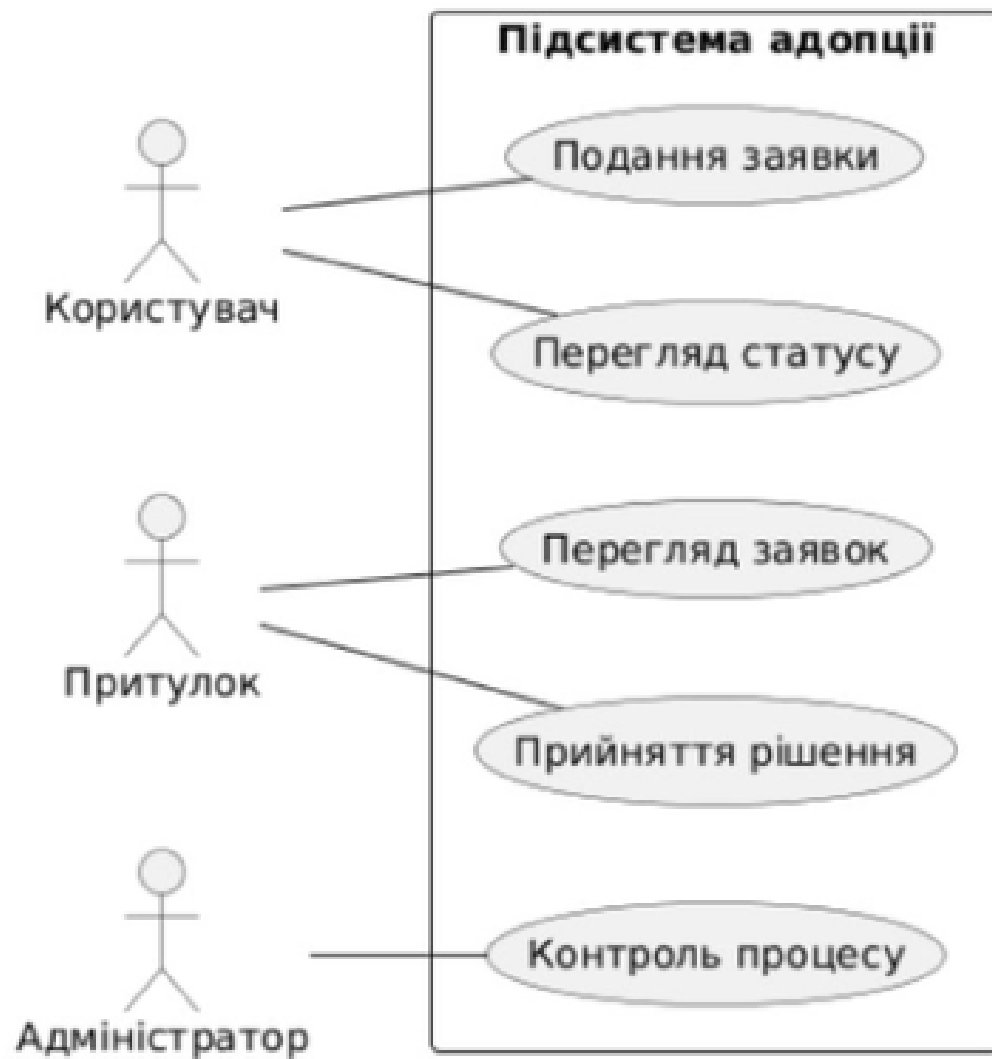 Підсистема адопції
Подання заявки
Користувач
Перегляд статусу
Перегляд заявок
Притулок
Прийняття рішення
Контроль процесу
Адміністратор